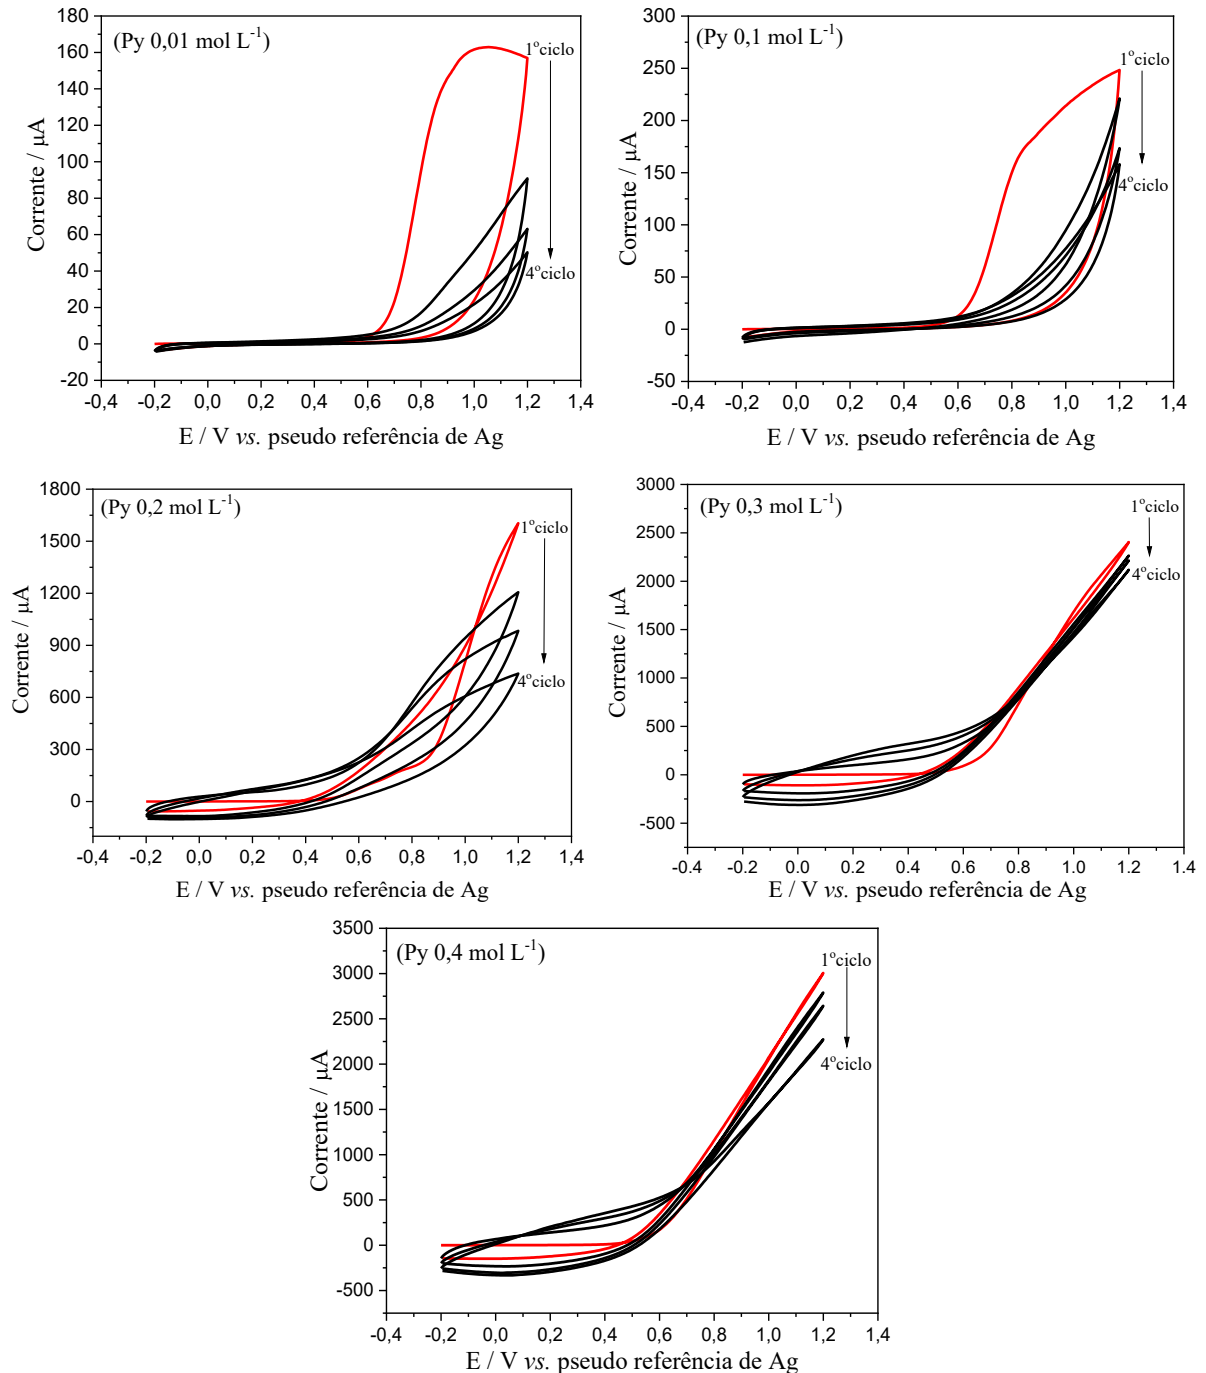 (Py 0,01 mol L⁻¹)
180
160
140
120
100
80
60
40
20
0
-20
-0,4 -0,2 0,0 0,2 0,4 0,6 0,8 1,0 1,2 1,4
Corrente / µA
E / V vs. pseudo referência de Ag
1ºciclo
4ºciclo
(Py 0,1 mol L⁻¹)
300
250
200
150
100
50
0
-50
-0,4 -0,2 0,0 0,2 0,4 0,6 0,8 1,0 1,2 1,4
Corrente / µA
E / V vs. pseudo referência de Ag
1ºciclo
4ºciclo
(Py 0,2 mol L⁻¹)
1800
1500
1200
900
600
300
0
-0,4 -0,2 0,0 0,2 0,4 0,6 0,8 1,0 1,2 1,4
Corrente / µA
E / V vs. pseudo referência de Ag
1ºciclo
4ºciclo
(Py 0,3 mol L⁻¹)
3000
2500
2000
1500
1000
500
0
-500
-0.4 -0.2 0.0 0.2 0.4 0.6 0.8 1.0 1.2 1.4
Corrente / µA
E / V vs. pseudo referência de Ag
1ºciclo
4ºciclo
(Py 0,4 mol L⁻¹)
3500
3000
2500
2000
1500
1000
500
0
-500
-0,4 -0,2 0,0 0,2 0,4 0,6 0,8 1,0 1,2 1,4
Corrente / µA
E / V vs. pseudo referência de Ag
1ºciclo
4ºciclo